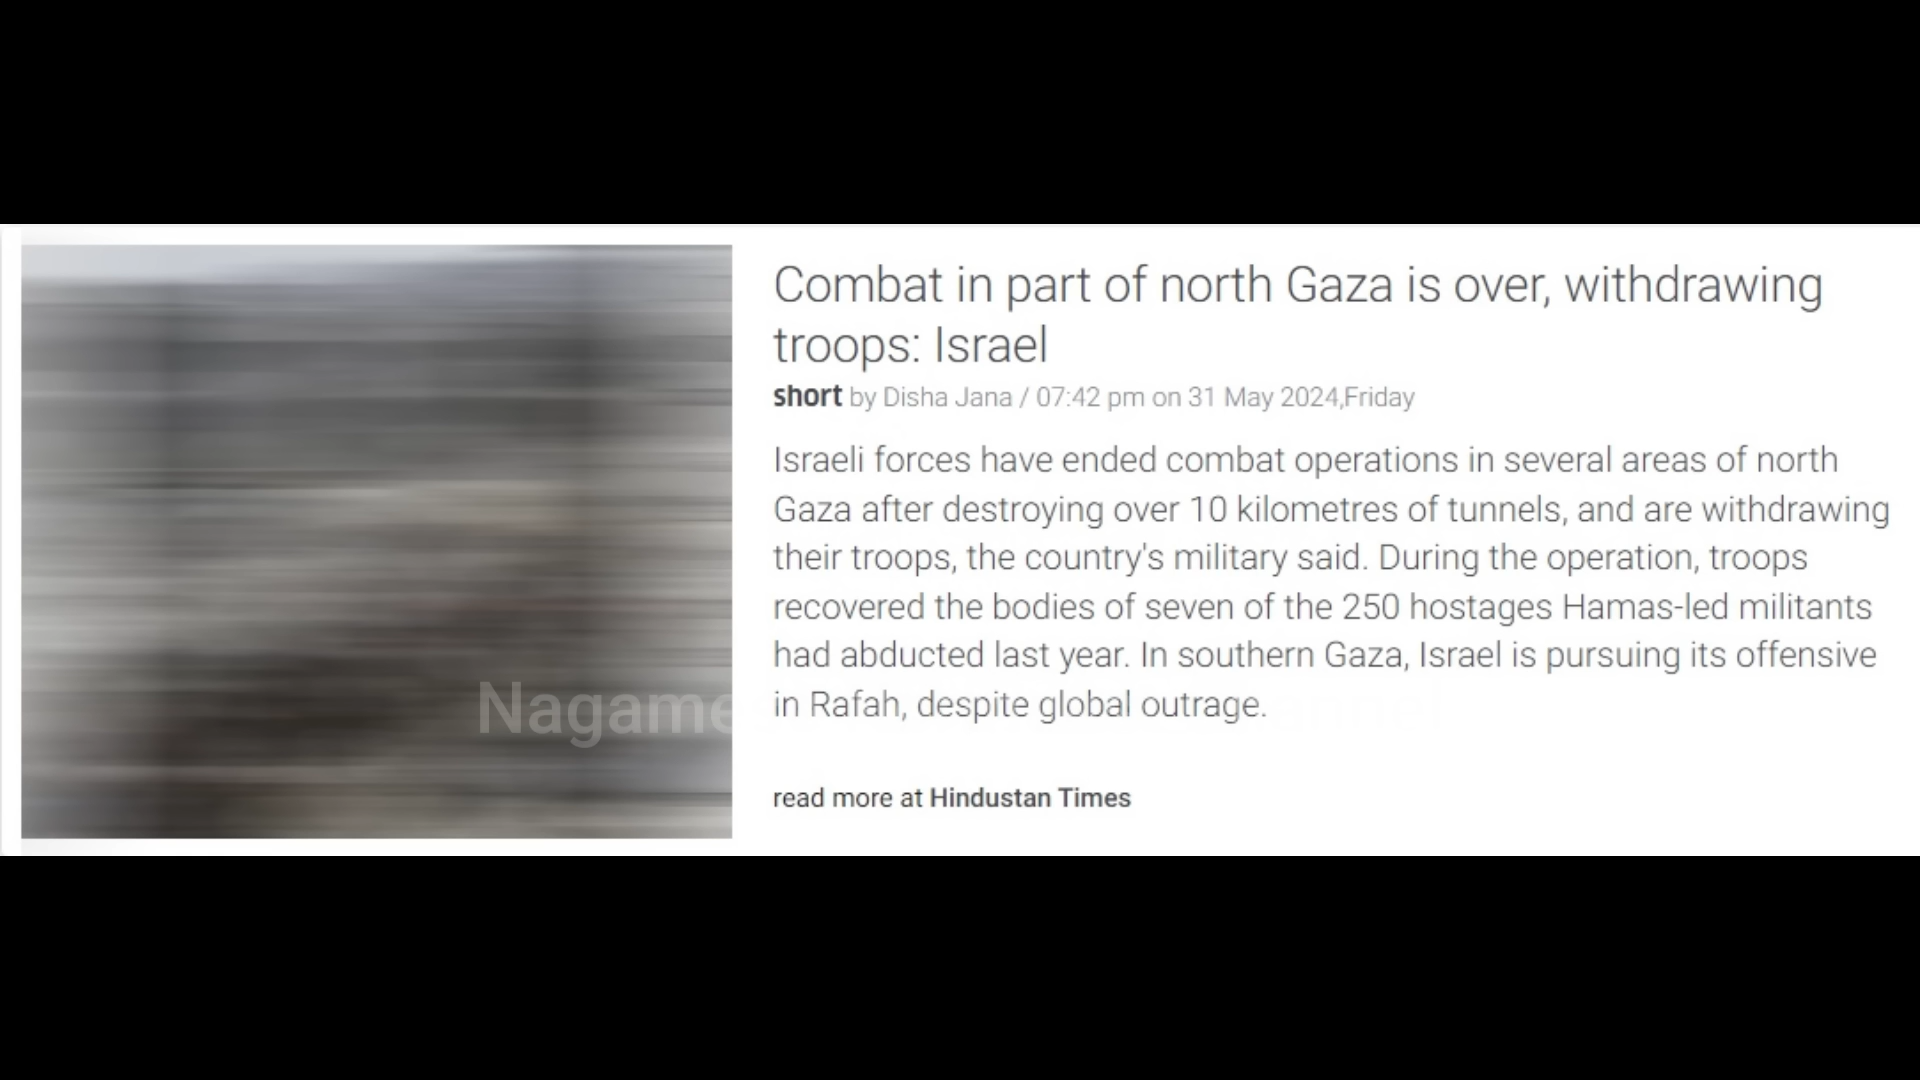 Combat in part of north Gaza is over, withdrawing
troops: Israel
short by Disha Jana / 07:42 pm on 31 May 2024,Friday
Israeli forces have ended combat operations in several areas of north
Gaza after destroying over 10 kilometres of tunnels, and are withdrawing
their troops, the country's military said. During the operation, troops
recovered the bodies of seven of the 250 hostages Hamas-led militants
had abducted last year. In southern Gaza, Israel is pursuing its offensive
in Rafah, despite global outrage.
read more at Hindustan Times